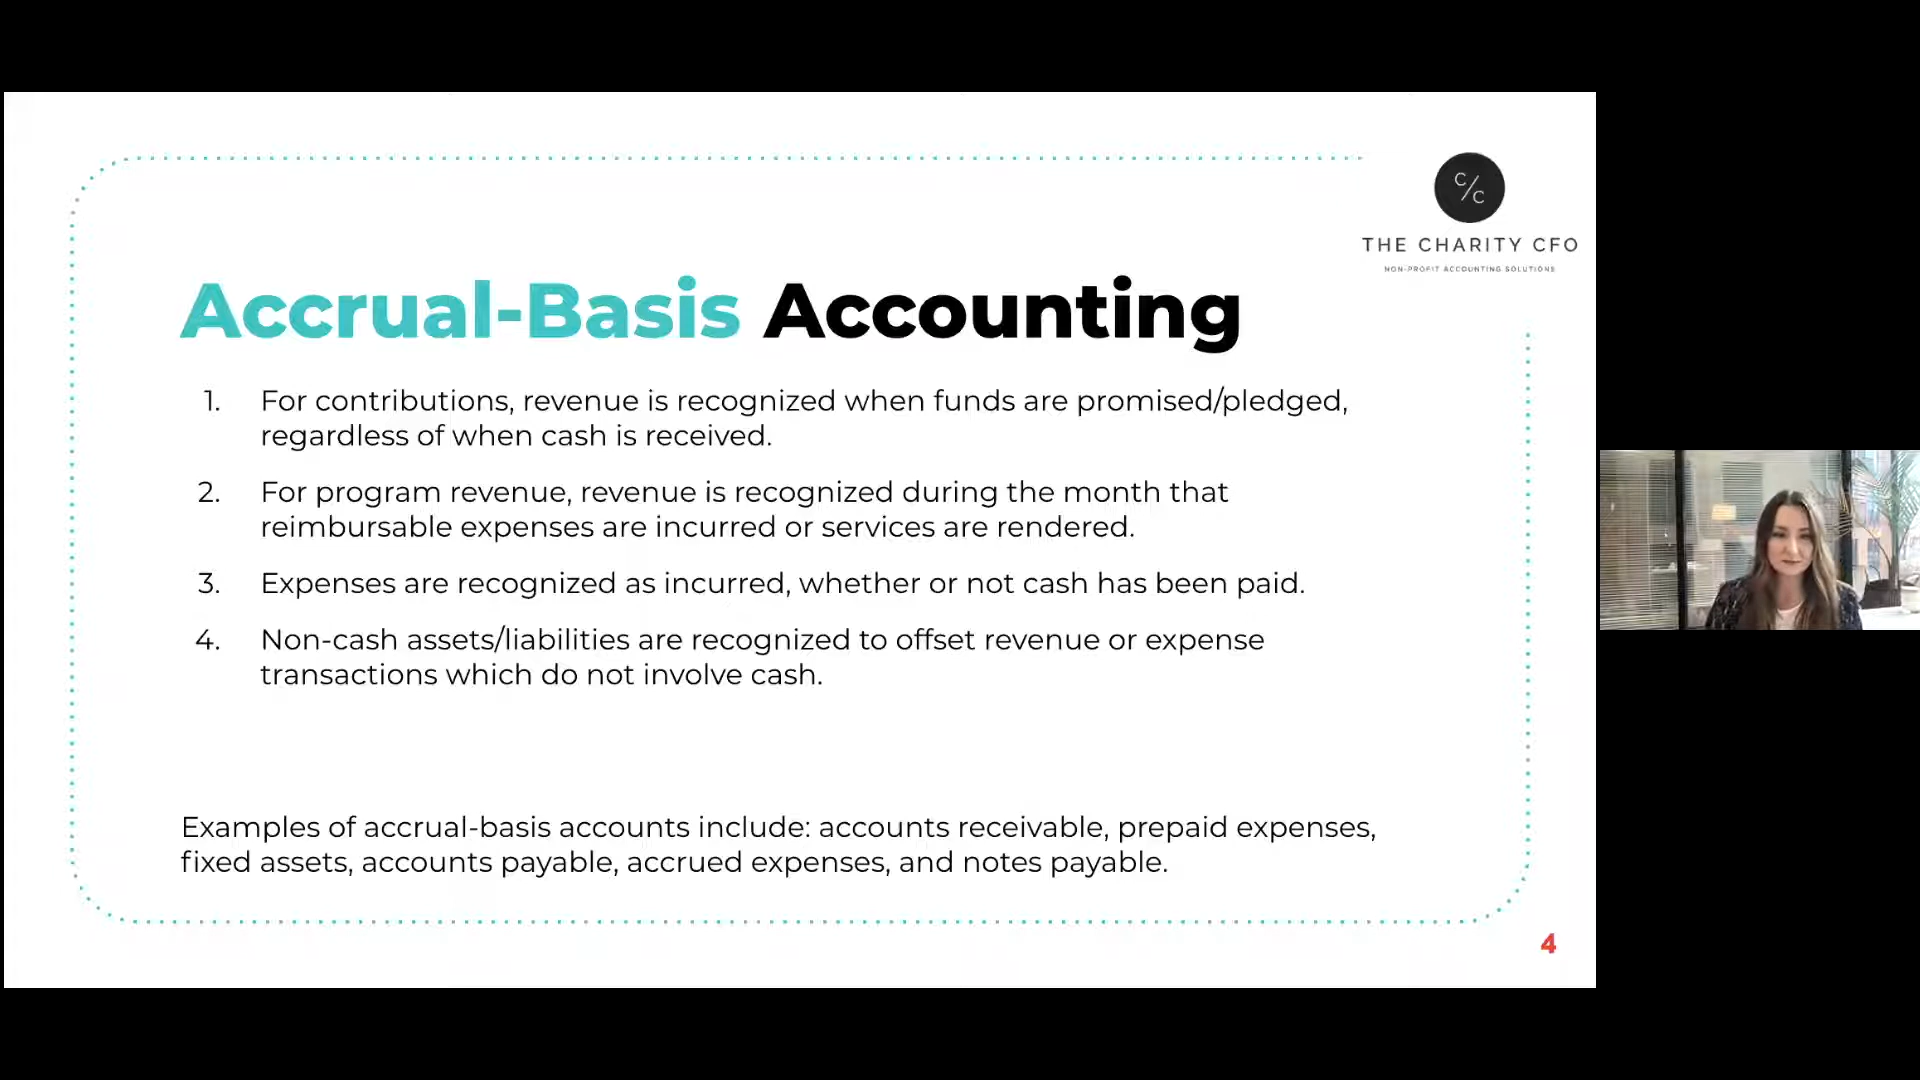 C/C
THE CHARITY CFO
NON-PROFIT ACCOUNTING SOLUTIONS
Accrual-Basis Accounting
1. For contributions, revenue is recognized when funds are promised/pledged,
regardless of when cash is received.
2. For program revenue, revenue is recognized during the month that
reimbursable expenses are incurred or services are rendered.
3. Expenses are recognized as incurred, whether or not cash has been paid.
4. Non-cash assets/liabilities are recognized to offset revenue or expense
transactions which do not involve cash.
Examples of accrual-basis accounts include: accounts receivable, prepaid expenses,
fixed assets, accounts payable, accrued expenses, and notes payable.
4